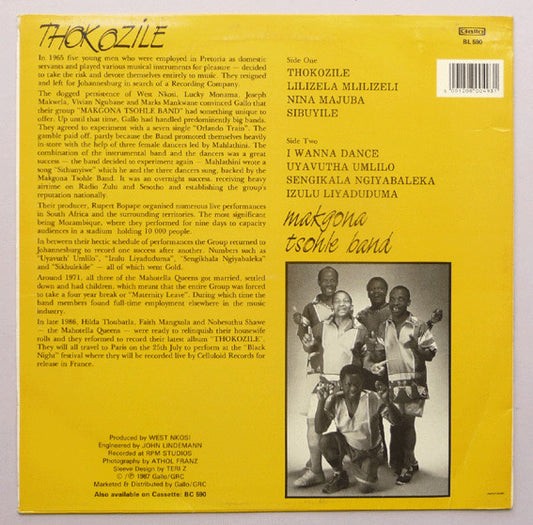 THOKOZILE
In 1965 five young men who were employed in Pretoria as domestic
servants and played various musical instruments for pleasure — decided
to take the risk and devote themselves entirely to music. They resigned
and left for Johannesburg in search of a Recording Company.
The dogged persistence of West Nkosi, Lucky Monama, Joseph
Makwela, Vivian Ngubane and Marks Mankwane convinced Gallo that
their group "MAKGONA TSOHLE BAND" had something unique to
offer. Up until that time, Gallo had handled predominently big bands.
They agreed to experiment with a seven single "Orlando Train". The
gamble paid off, partly because the Band promoted themselves heavily
in-store with the help of three female dancers led by Mahlathini. The
combination of the instrumental band and the dancers was a great
success — the band decided to experiment again — Mahlathini wrote a
song "Sithunyiwe" which he and the three dancers sung, backed by the
Makgona Tsohle Band. It was an overnight success, receiving heavy
airtime on Radio Zulu and Sesotho and establishing the group's
reputation nationally.
Their producer, Rupert Bopape organised numerous live performances
in South Africa and the surrounding territories. The most significant
being Mozambique, where they performed for nine days to capacity
audiences in a stadium holding 10 000 people.
In between their hectic schedule of performances the Group returned to
Johannesburg to record one success after another. Numbers such as
"Uyavuth' Umlilo", "Izulu Liyaduduma", "Sengikhala Ngiyabaleka"
and "Sikhulekile" — all of which went Gold.
Around 1971, all three of the Mahotella Queens got married, settled
down and had children, which meant that the entire Group was forced
to take a four year break or "Maternity Leave". During which time the
band members found full-time employment elsewhere in the music
industry.
In late 1986, Hilda Tloubatla, Faith Mangtola and Nobesuthu Shawe
— the Mahotella Queens — were ready to relinquish their housewife
rolls and they reformed to record their latest album "THOKOZILE".
They will all travel to Paris on the 25th July to perform at the "Black
Night" festival where they will be recorded live by Celluloid Records for
release in France.
Produced by WEST NKOSI
Engineered by JOHN LINDEMANN
Recorded at RPM STUDIOS
Photography by ATHOL FRANZ
Sleeve Design by TERI Z
© / ℗ 1987 Gallo/GRC
Marketed & Distributed by Gallo/GRC
Also available on Cassette: BC 590
BL 590
Side One
THOKOZILE
LILIZELA MLILIZELI
NINA MAJUBA
SIBUYILE
Side Two
I WANNA DANCE
UYAVUTHA UMLILO
SENGIKALA NGIYABALEKA
IZULU LIYADUDUMA
makgona
tsohle band